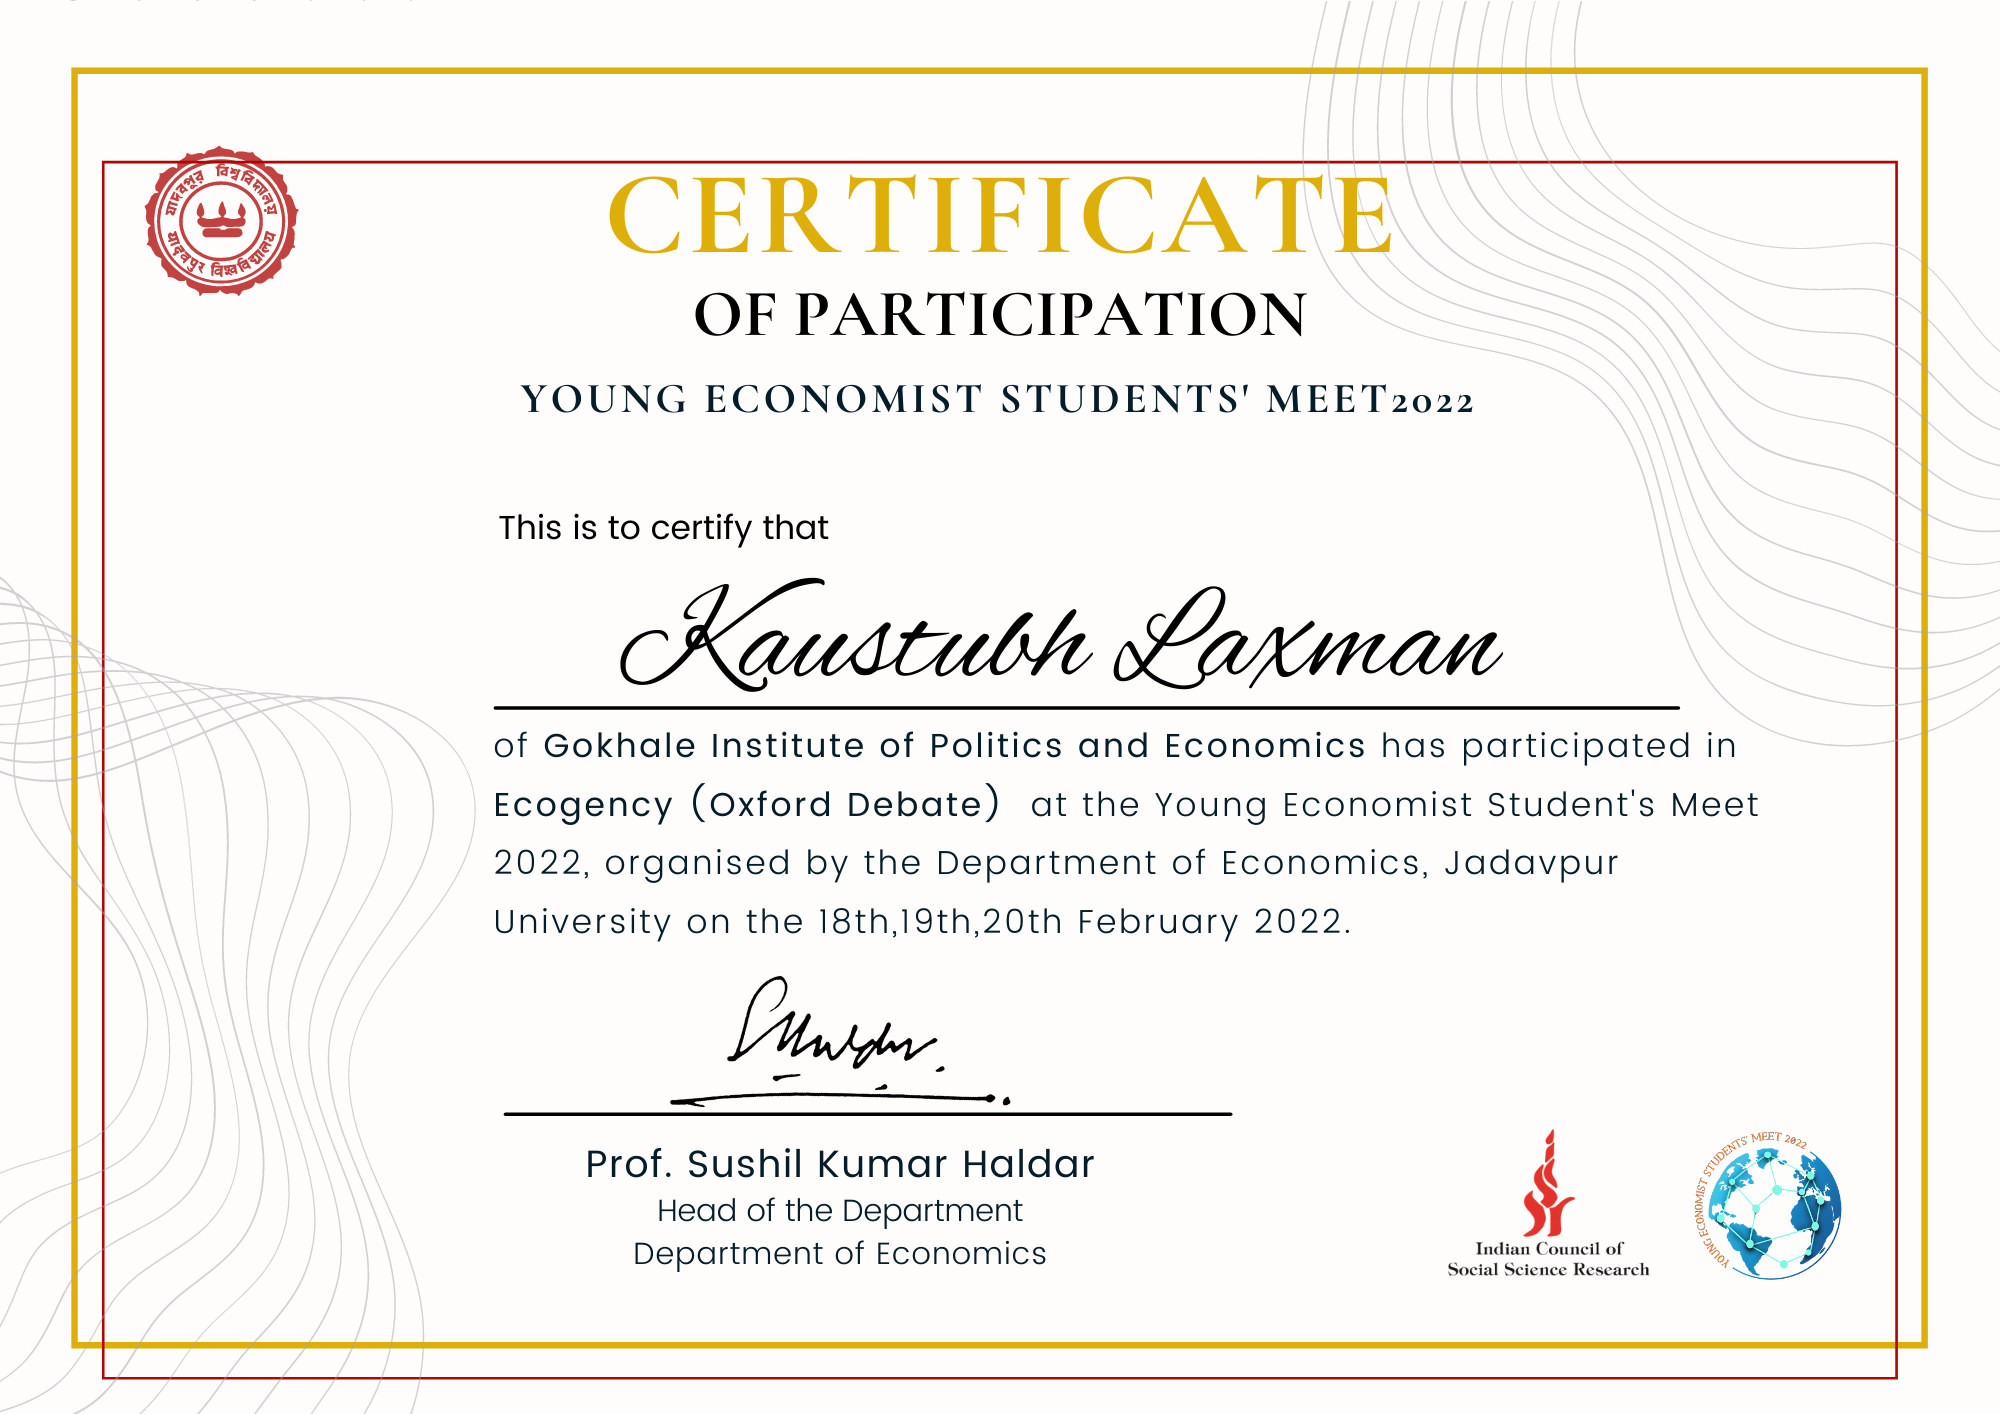 যাদবপুর বিশ্ববিদ্যালয়
यादवपुर विश्वविद्यालय
CERTIFICATE
OF PARTICIPATION
YOUNG ECONOMIST STUDENTS' MEET2022
This is to certify that
Kaustubh Laxman
of Gokhale Institute of Politics and Economics has participated in
Ecogency (Oxford Debate) at the Young Economist Student's Meet
2022, organised by the Department of Economics, Jadavpur
University on the 18th,19th,20th February 2022.
Prof. Sushil Kumar Haldar
Head of the Department
Department of Economics
Indian Council of
Social Science Research
YOUNG ECONOMIST STUDENTS' MEET 2022